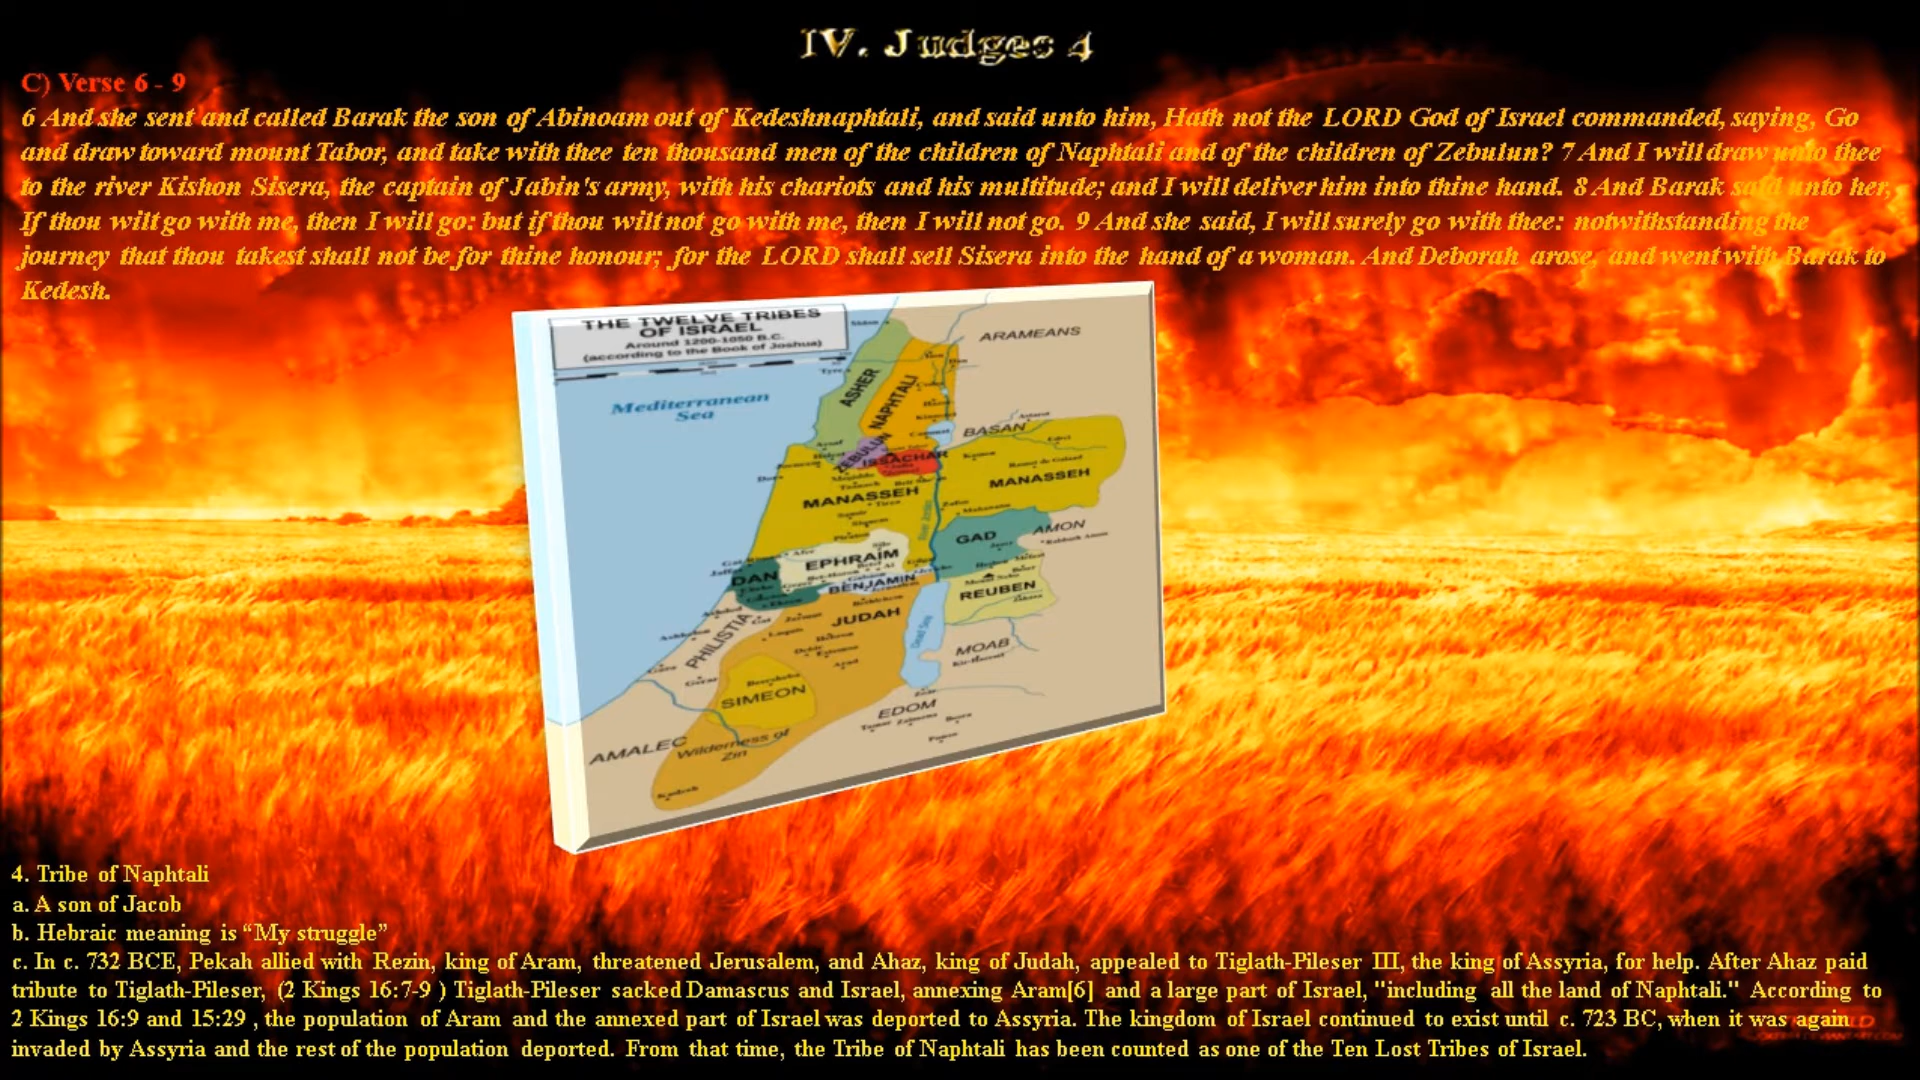 IV. Judges 4
C) Verse 6 - 9
6 And she sent and called Barak the son of Abinoam out of Kedeshnaphtali, and said unto him, Hath not the LORD God of Israel commanded, saying, Go
and draw toward mount Tabor, and take with thee ten thousand men of the children of Naphtali and of the children of Zebulun? 7 And I will draw unto thee
to the river Kishon Sisera, the captain of Jabin's army, with his chariots and his multitude; and I will deliver him into thine hand. 8 And Barak said unto her,
If thou wilt go with me, then I will go: but if thou wilt not go with me, then I will not go. 9 And she said, I will surely go with thee: notwithstanding the
journey that thou takest shall not be for thine honour; for the LORD shall sell Sisera into the hand of a woman. And Deborah arose, and went with Barak to
Kedesh.
THE TWELVE TRIBES
OF ISRAEL
Around 1200-1050 B.C.
(according to the Book of Joshua)
Sidon
ARAMEANS
Tyre
Dan
ASHER
NAPHTALI
Mediterranean
Sea
BASAN
ZEBULUN
ISSACHAR
MANASSEH
MANASSEH
GAD
AMON
EPHRAIM
DAN
BENJAMIN
REUBEN
JUDAH
PHILISTIA
Dead Sea
MOAB
Hebron
Arad
Beersheba
SIMEON
EDOM
AMALEC
Wilderness of
Zin
Kadesh
4. Tribe of Naphtali
a. A son of Jacob
b. Hebraic meaning is “My struggle”
c. In c. 732 BCE, Pekah allied with Rezin, king of Aram, threatened Jerusalem, and Ahaz, king of Judah, appealed to Tiglath-Pileser III, the king of Assyria, for help. After Ahaz paid
tribute to Tiglath-Pileser, (2 Kings 16:7-9 ) Tiglath-Pileser sacked Damascus and Israel, annexing Aram[6] and a large part of Israel, "including all the land of Naphtali." According to
2 Kings 16:9 and 15:29 , the population of Aram and the annexed part of Israel was deported to Assyria. The kingdom of Israel continued to exist until c. 723 BC, when it was again
invaded by Assyria and the rest of the population deported. From that time, the Tribe of Naphtali has been counted as one of the Ten Lost Tribes of Israel.